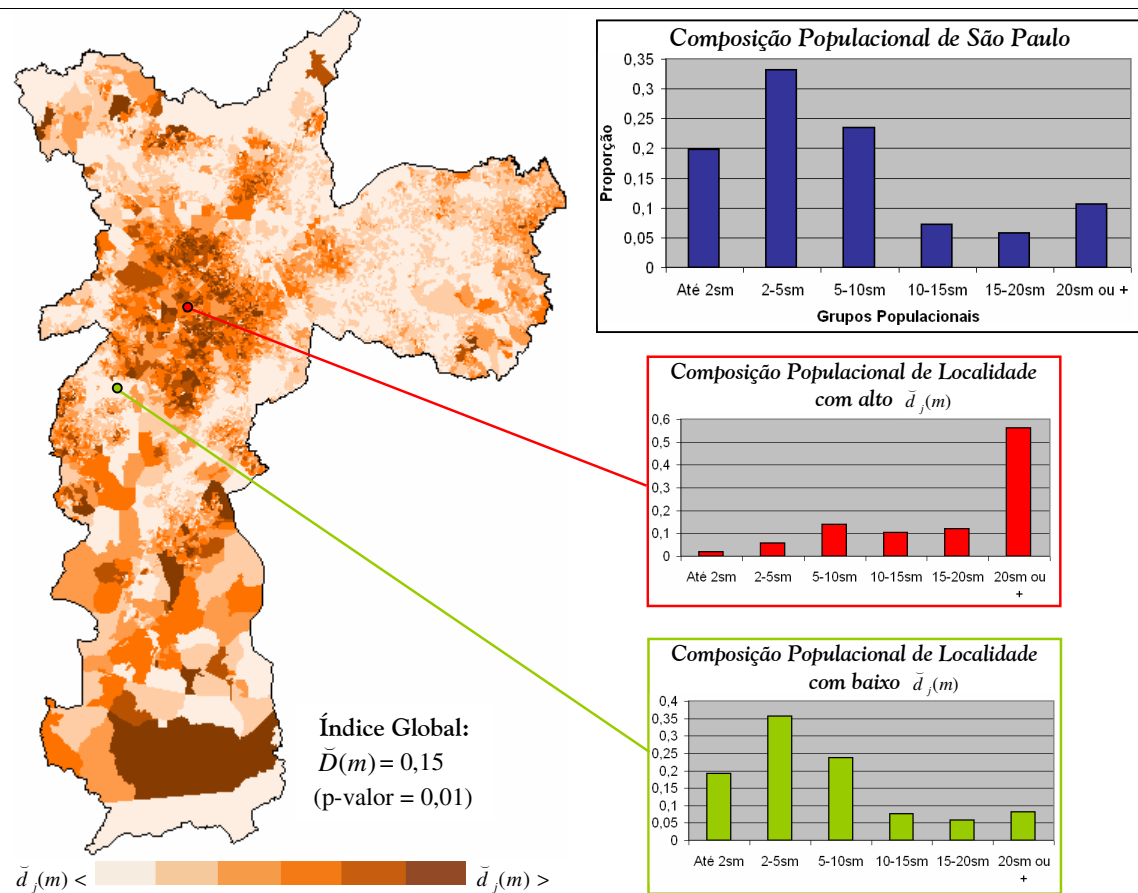 Composição Populacional de São Paulo
0,35
0,3
0,25
0,2
0,15
0,1
0,05
0
Proporção
Até 2sm 2-5sm 5-10sm 10-15sm 15-20sm 20sm ou +
Grupos Populacionais
Composição Populacional de Localidade
com alto d̆ j(m)
0,6
0,5
0,4
0,3
0,2
0,1
0
Até 2sm 2-5sm 5-10sm 10-15sm 15-20sm 20sm ou
+
Composição Populacional de Localidade
com baixo d̆ j(m)
0,4
0,35
0,3
0,25
0,2
0,15
0,1
0,05
0
Até 2sm 2-5sm 5-10sm 10-15sm 15-20sm 20sm ou
+
Índice Global:
D̆(m) = 0,15
(p-valor = 0,01)
d̆ j(m) < d̆ j(m) >